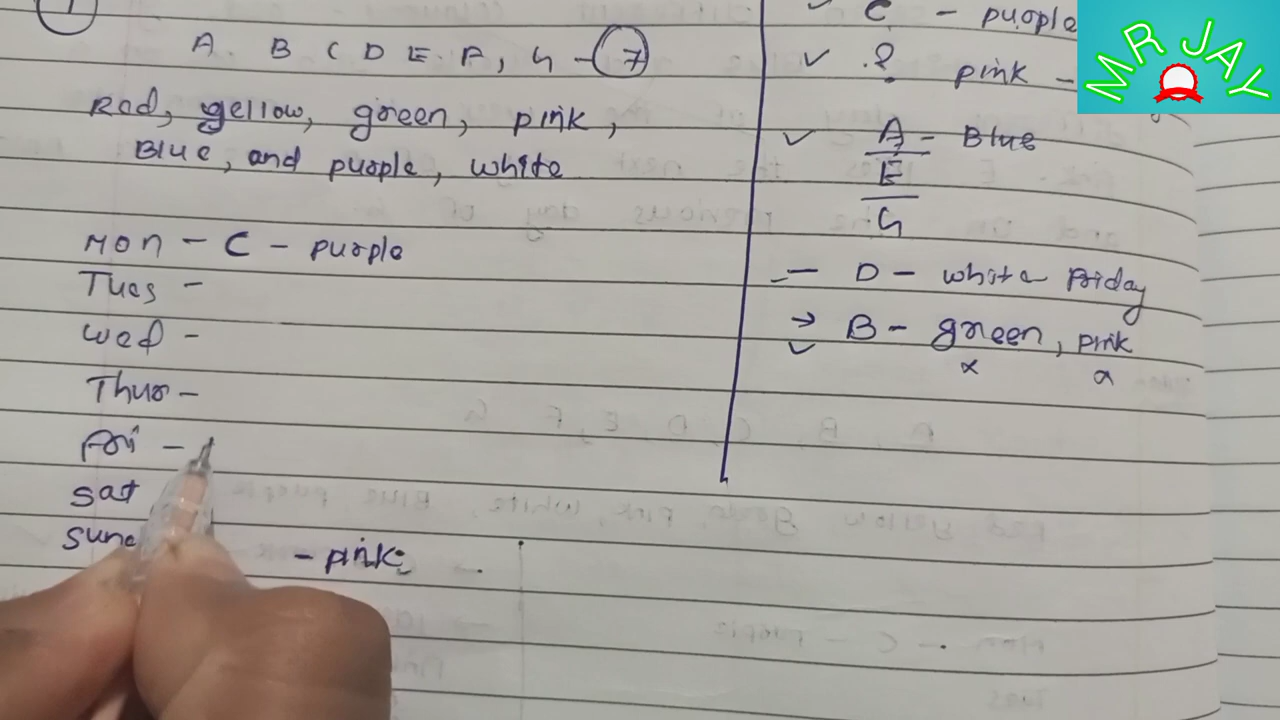 1
A. B C D E. F, G - 7
Red, yellow, green, pink,
Blue, and purple, white
Mon - C - purple
Tues -
Wed -
Thur -
Fri -
Sat
Sun
- pink
C - purple
? pink -
A - Blue
E
G
- D - white Friday
→ B - green, pink
x x
MR JAY